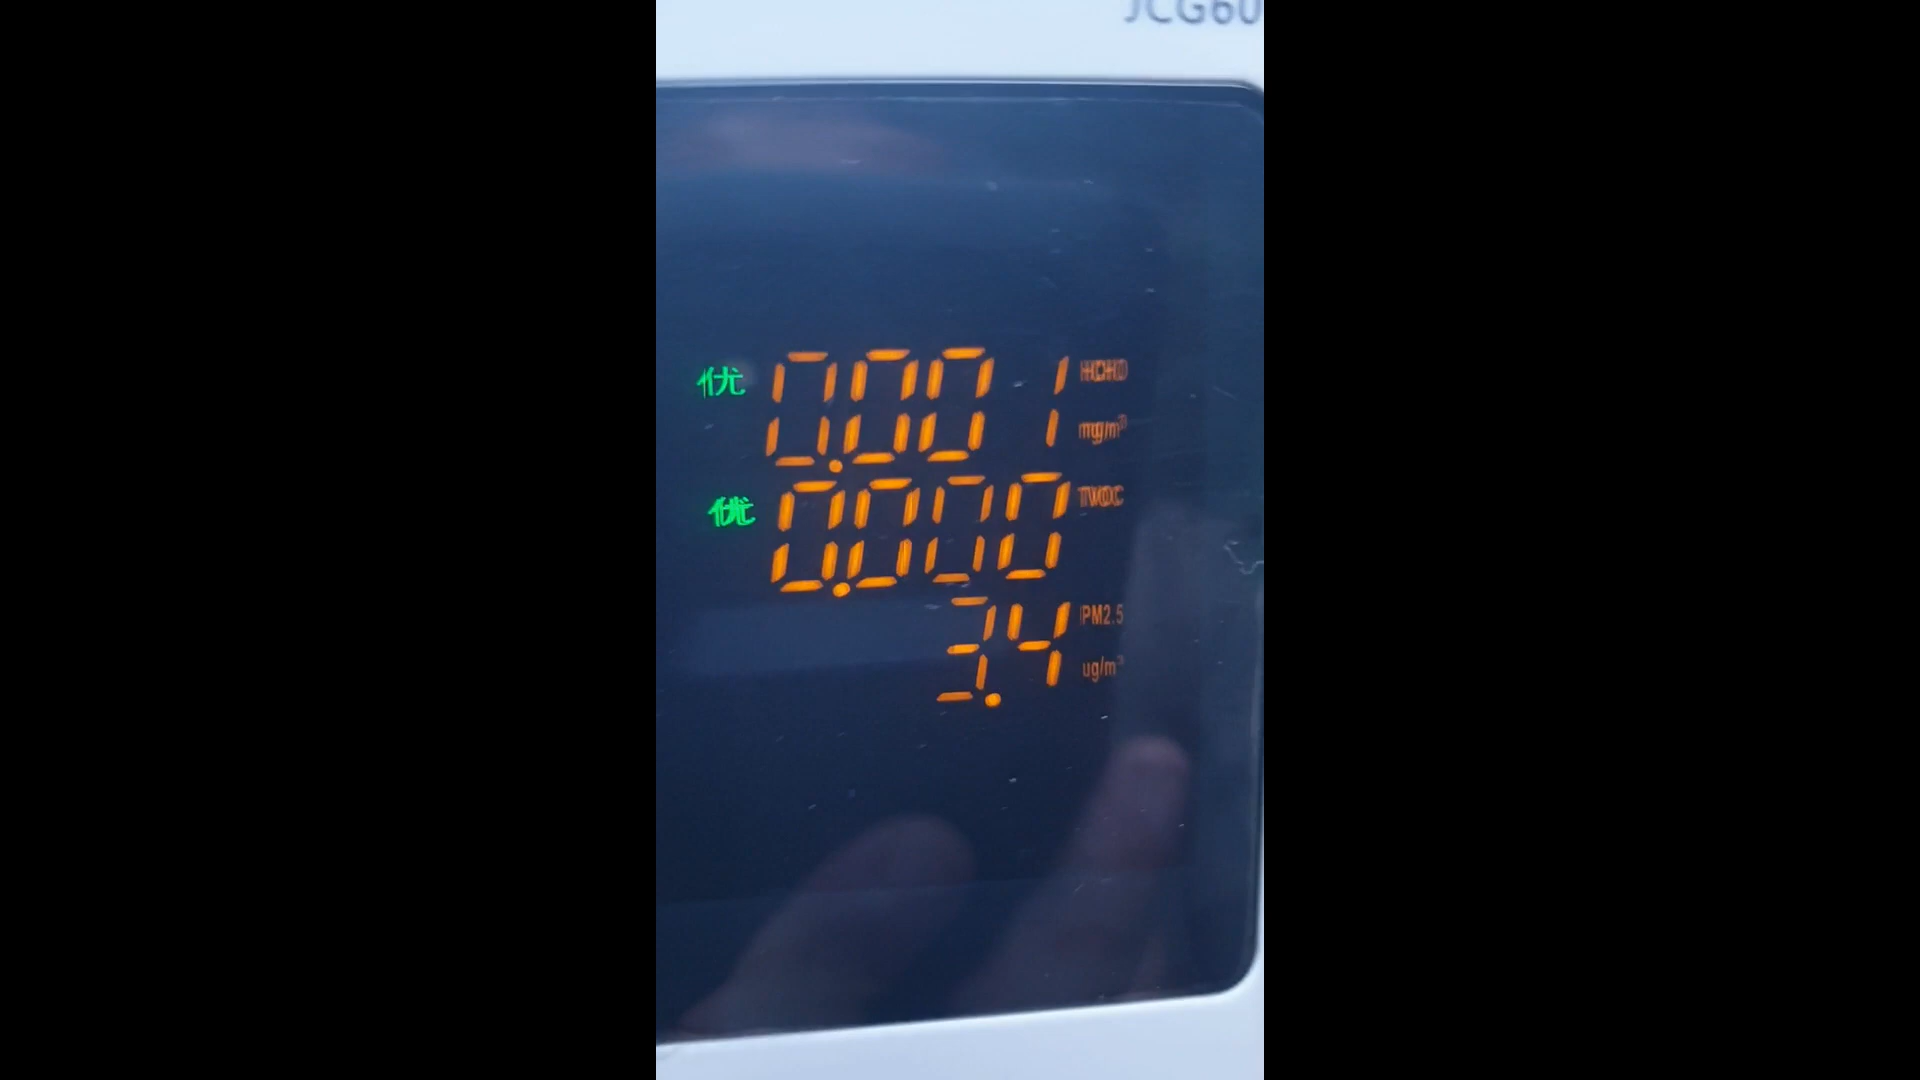 JCG60
优 0.001 HCHO
mg/m³
优 0.000 TVOC
3.4 PM2.5
ug/m³